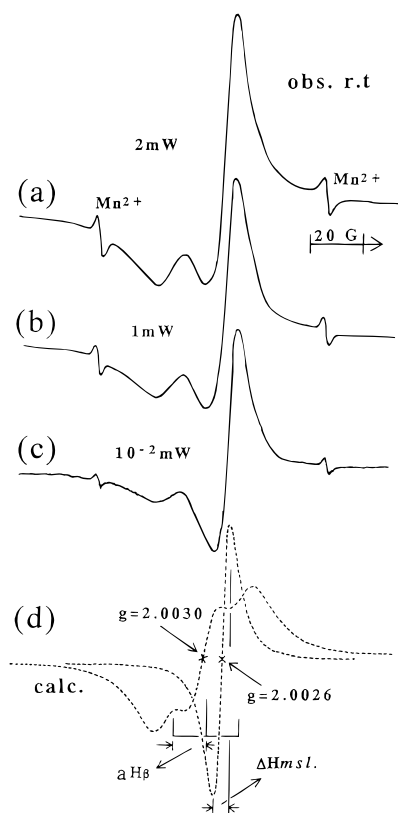 obs. r.t
2mW
(a)
Mn²⁺
Mn²⁺
20 G
(b)
1mW
(c)
10⁻²mW
(d)
g=2.0030
calc.
g=2.0026
aHβ
ΔHmsl.